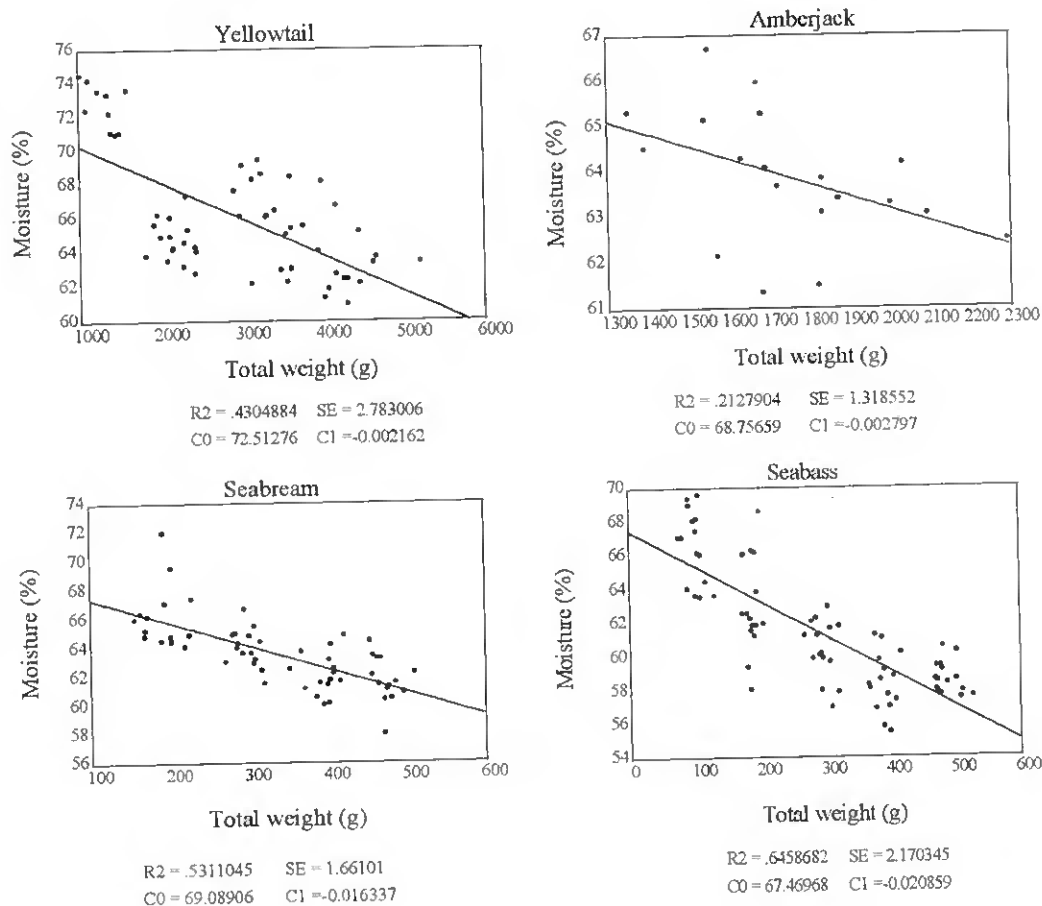 Yellowtail
76
74
72
70
68
66
64
62
60
Moisture (%)
1000 2000 3000 4000 5000 6000
Total weight (g)
R2 = .4304884 SE = 2.783006
C0 = 72.51276 C1 =-0.002162
Amberjack
67
66
65
64
63
62
61
Moisture (%)
1300 1400 1500 1600 1700 1800 1900 2000 2100 2200 2300
Total weight (g)
R2 = .2127904 SE = 1.318552
C0 = 68.75659 C1 =-0.002797
Seabream
74
72
70
68
66
64
62
60
58
56
Moisture (%)
100 200 300 400 500 600
Total weight (g)
R2 = .5311045 SE = 1.66101
C0 = 69.08906 C1 =-0.016337
Seabass
70
68
66
64
62
60
58
56
54
Moisture (%)
0 100 200 300 400 500 600
Total weight (g)
R2 = .6458682 SE = 2.170345
C0 = 67.46968 C1 =-0.020859